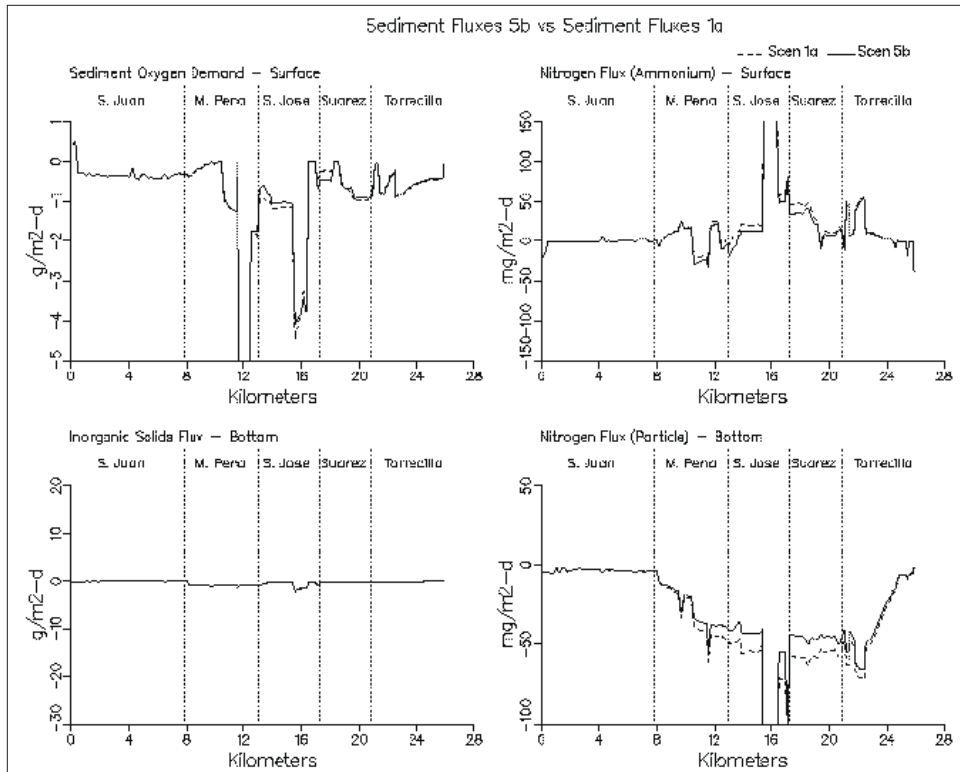 Sediment Fluxes 5b vs Sediment Fluxes 1a
Scen 1a Scen 5b
Sediment Oxygen Demand – Surface
S. Juan M. Pena S. Jose Suarez Torrecilla
1
0
-1
-2
-3
-4
-5
g/m2-d
0 4 8 12 16 20 24 28
Kilometers
Nitrogen Flux (Ammonium) – Surface
S. Juan M. Pena S. Jose Suarez Torrecilla
150
100
50
0
-50
-100
-150
mg/m2-d
0 4 8 12 16 20 24 28
Kilometers
Inorganic Solids Flux – Bottom
S. Juan M. Pena S. Jose Suarez Torrecilla
20
10
0
-10
-20
-30
g/m2-d
0 4 8 12 16 20 24 28
Kilometers
Nitrogen Flux (Particle) – Bottom
S. Juan M. Pena S. Jose Suarez Torrecilla
50
0
-50
-100
mg/m2-d
0 4 8 12 16 20 24 28
Kilometers